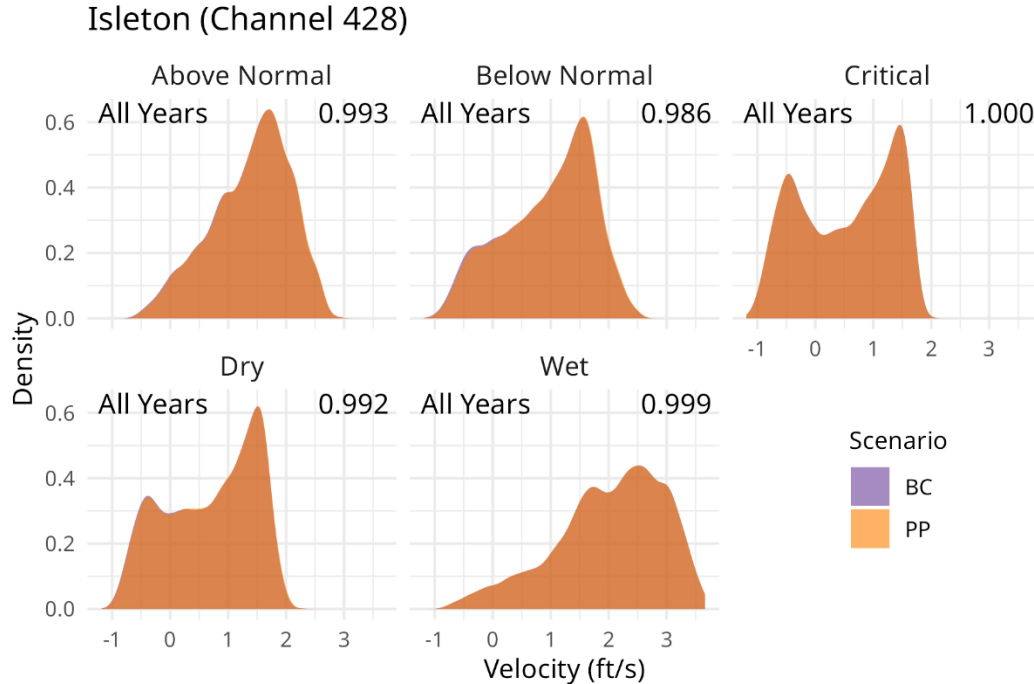 Isleton (Channel 428)
Above Normal
Below Normal
Critical
All Years 0.993
All Years 0.986
All Years 1.000
0.6
0.4
0.2
0.0
-1 0 1 2 3
Dry
Wet
All Years 0.992
All Years 0.999
0.6
0.4
0.2
0.0
-1 0 1 2 3
-1 0 1 2 3
Density
Velocity (ft/s)
Scenario
BC
PP